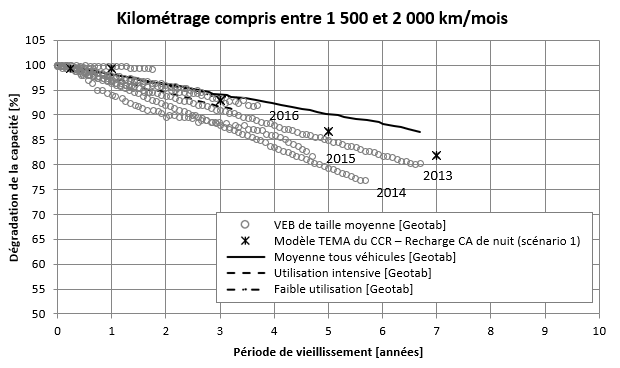 Kilométrage compris entre 1 500 et 2 000 km/mois
Dégradation de la capacité [%]
105
100
95
90
85
80
75
70
65
60
55
50
2016
2015
2014
2013
VEB de taille moyenne [Geotab]
Modèle TEMA du CCR – Recharge CA de nuit (scénario 1)
Moyenne tous véhicules [Geotab]
Utilisation intensive [Geotab]
Faible utilisation [Geotab]
0 1 2 3 4 5 6 7 8 9 10
Période de vieillissement [années]